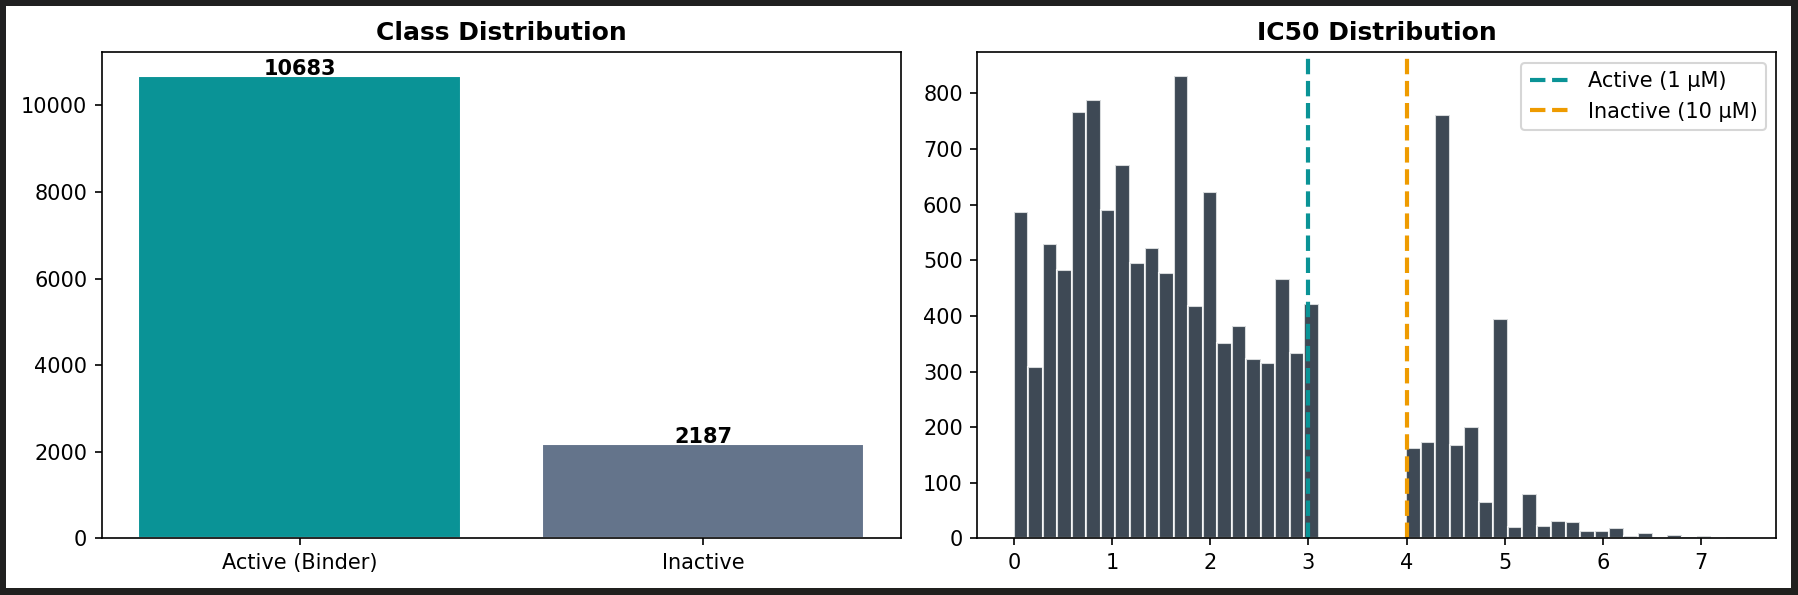 Class Distribution
10683
2187
10000
8000
6000
4000
2000
0
Active (Binder)
Inactive
IC50 Distribution
Active (1 μM)
Inactive (10 μM)
800
700
600
500
400
300
200
100
0
0 1 2 3 4 5 6 7